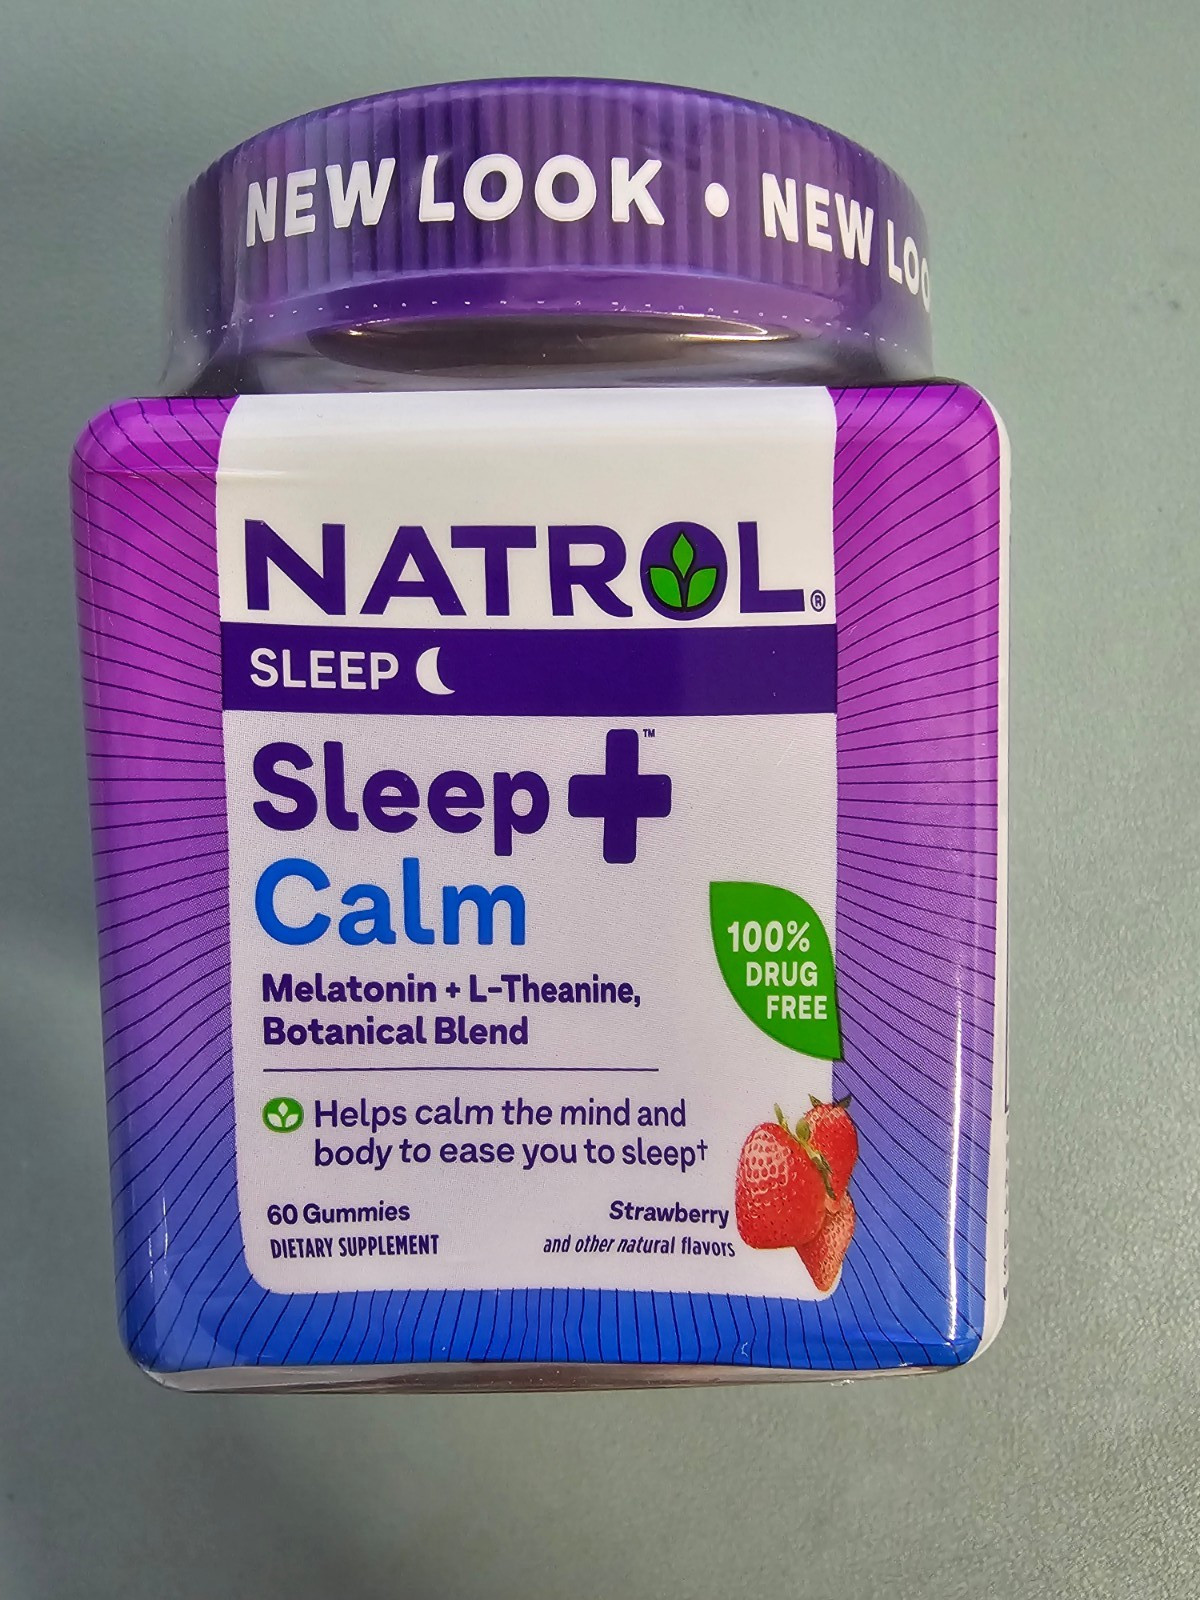 NEW LOOK • NEW LOO
NATROL®
SLEEP
Sleep+™
Calm
Melatonin + L-Theanine,
Botanical Blend
100%
DRUG
FREE
Helps calm the mind and
body to ease you to sleep†
60 Gummies
DIETARY SUPPLEMENT
Strawberry
and other natural flavors